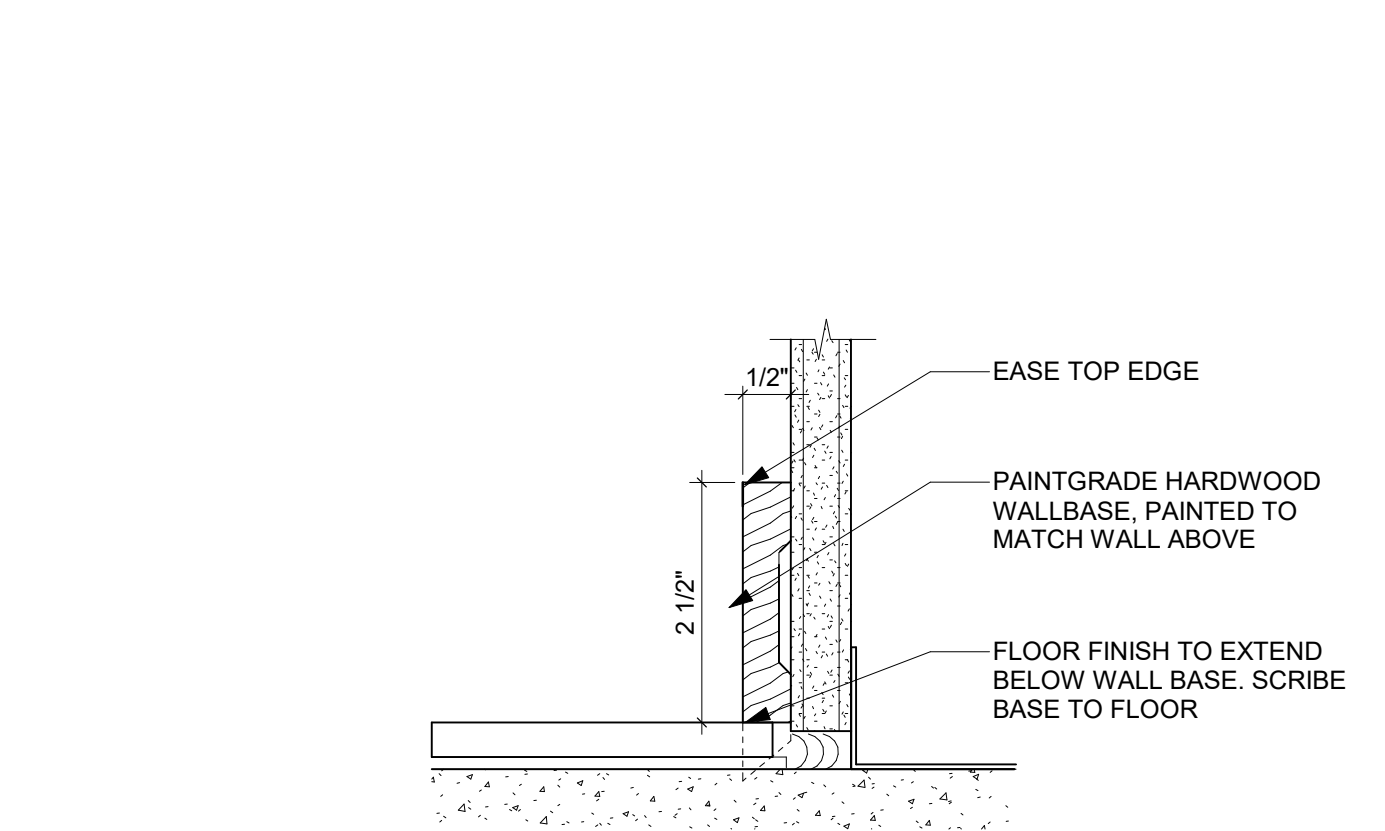 EASE TOP EDGE
1/2"
PAINTGRADE HARDWOOD
WALLBASE, PAINTED TO
MATCH WALL ABOVE
2 1/2"
FLOOR FINISH TO EXTEND
BELOW WALL BASE. SCRIBE
BASE TO FLOOR